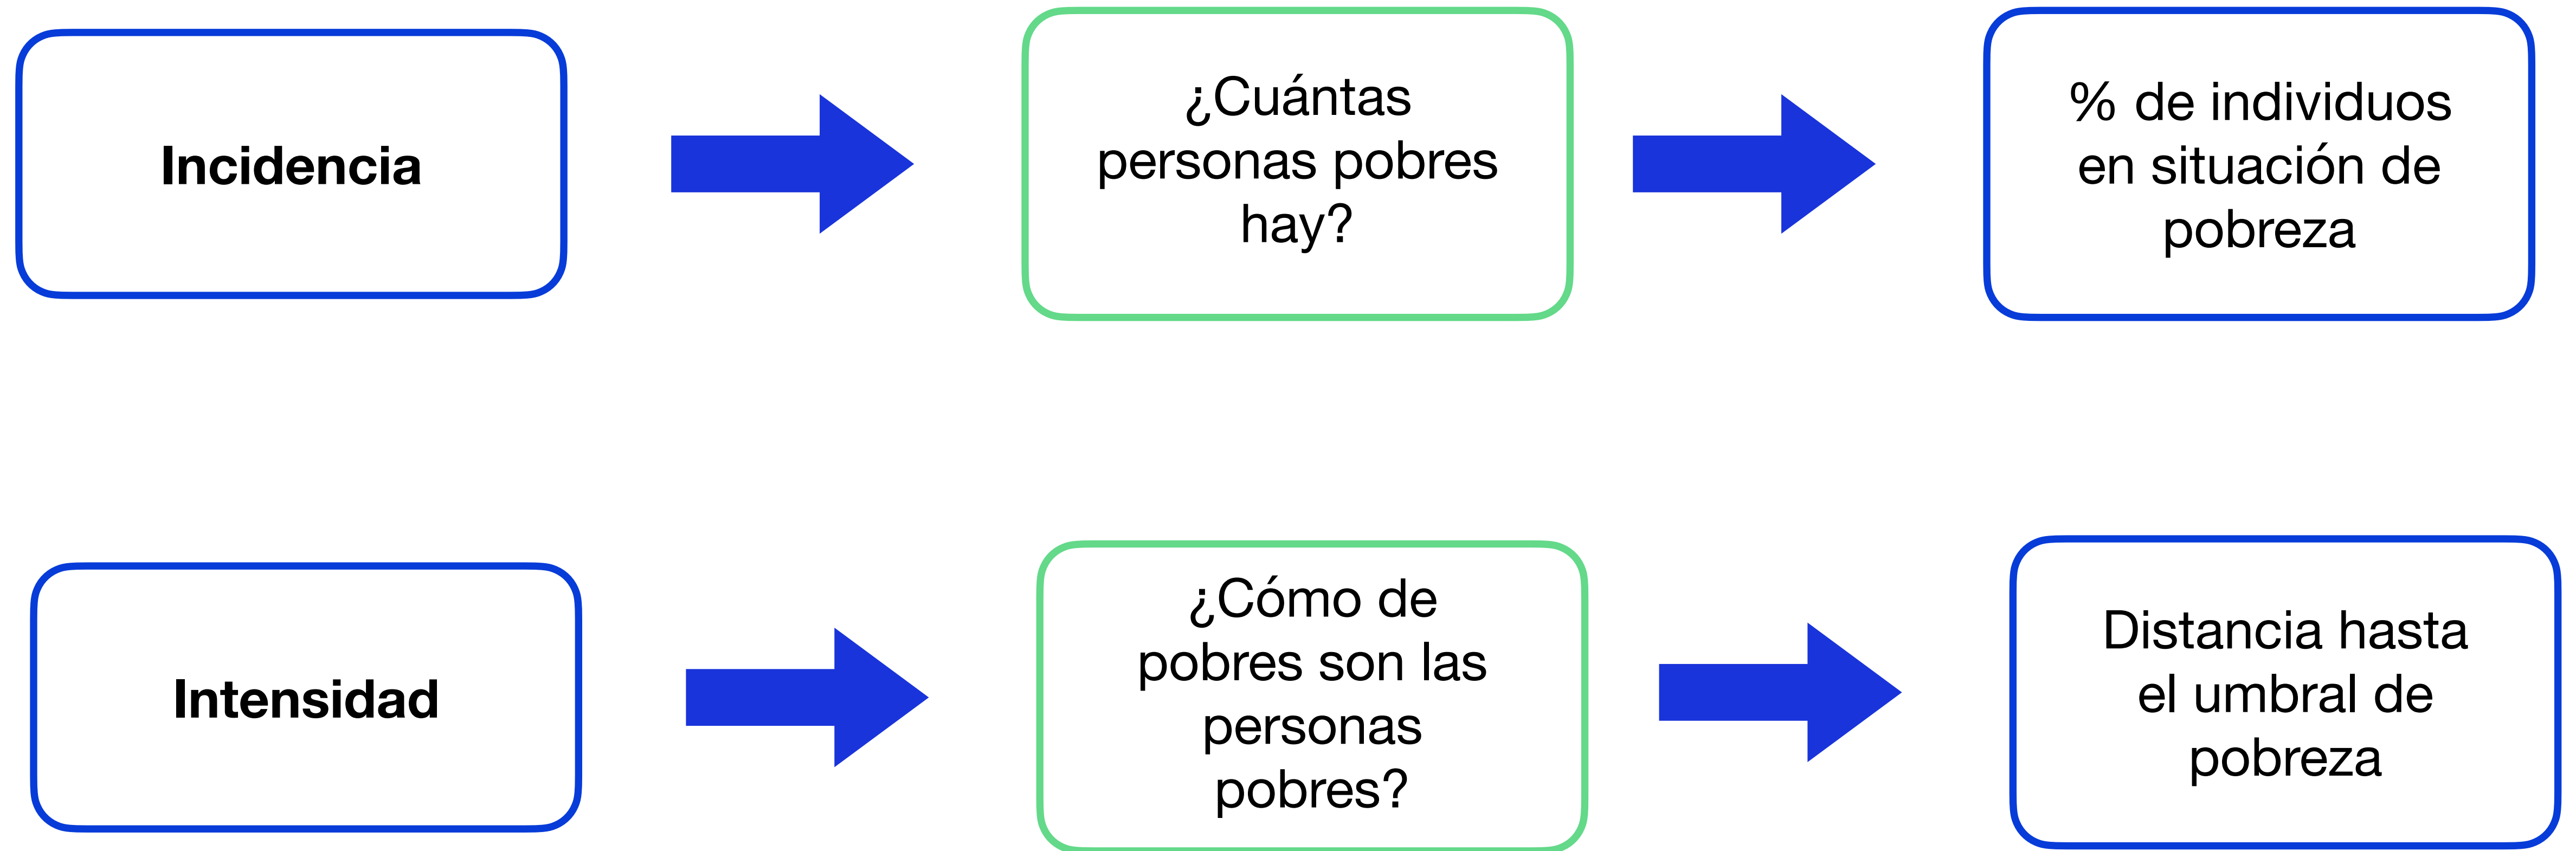 Incidencia
¿Cuántas
personas pobres
hay?
% de individuos
en situación de
pobreza
Intensidad
¿Cómo de
pobres son las
personas
pobres?
Distancia hasta
el umbral de
pobreza